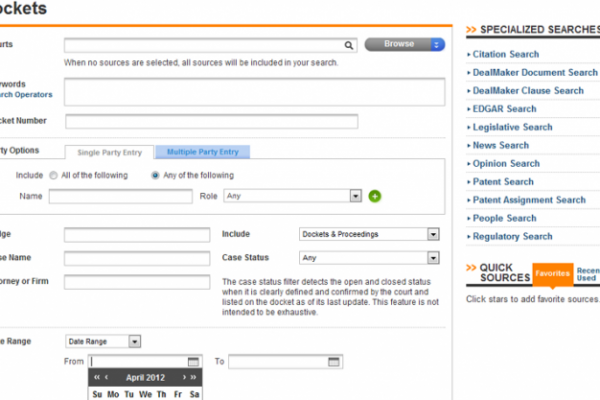 ockets
urts
Browse
When no sources are selected, all sources will be included in your search.
eywords
arch Operators
cket Number
ty Options
Single Party Entry
Multiple Party Entry
Include
All of the following
Any of the following
Name
Role
Any
dge
Include
Dockets & Proceedings
se Name
Case Status
Any
orney or Firm
The case status filter detects the open and closed status
when it is clearly defined and confirmed by the court and
listed on the docket as of its last update. This feature is not
intended to be exhaustive.
e Range
Date Range
From
To
<< < April 2012 > >>
Su Mo Tu We Th Fr Sa
>> SPECIALIZED SEARCHES
Citation Search
DealMaker Document Search
DealMaker Clause Search
EDGAR Search
Legislative Search
News Search
Opinion Search
Patent Search
Patent Assignment Search
People Search
Regulatory Search
>> QUICK
SOURCES
Favorites
Recen
Used
Click stars to add favorite sources.